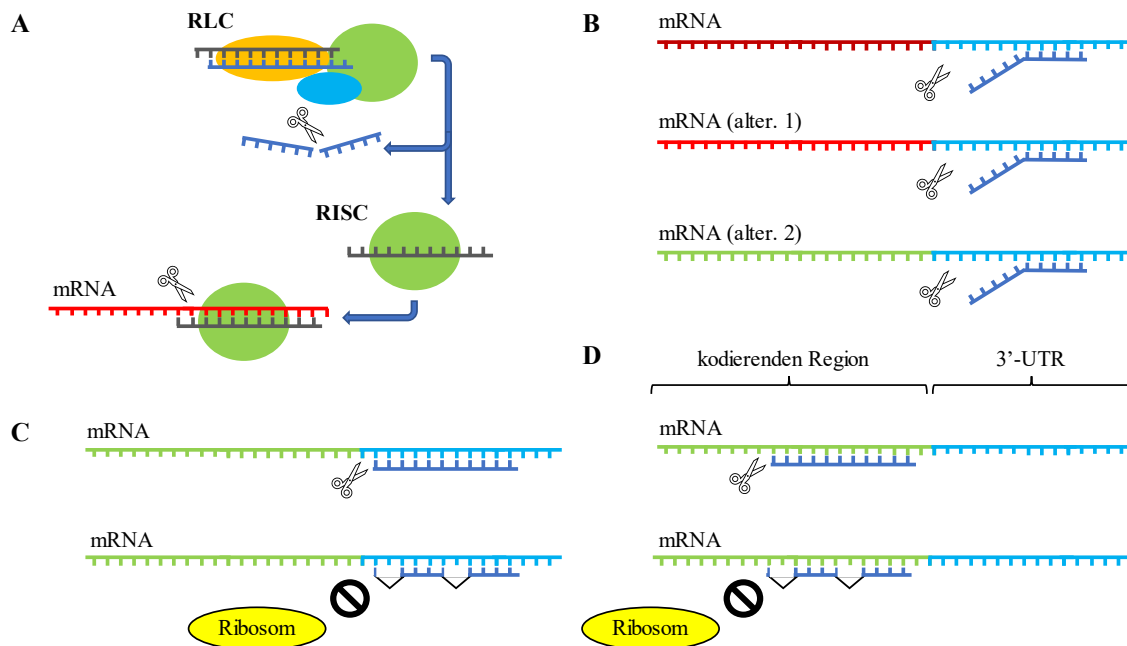 A
RLC
RISC
mRNA
B
mRNA
mRNA (alter. 1)
mRNA (alter. 2)
C
mRNA
mRNA
Ribosom
D
kodierenden Region
3’-UTR
mRNA
mRNA
Ribosom